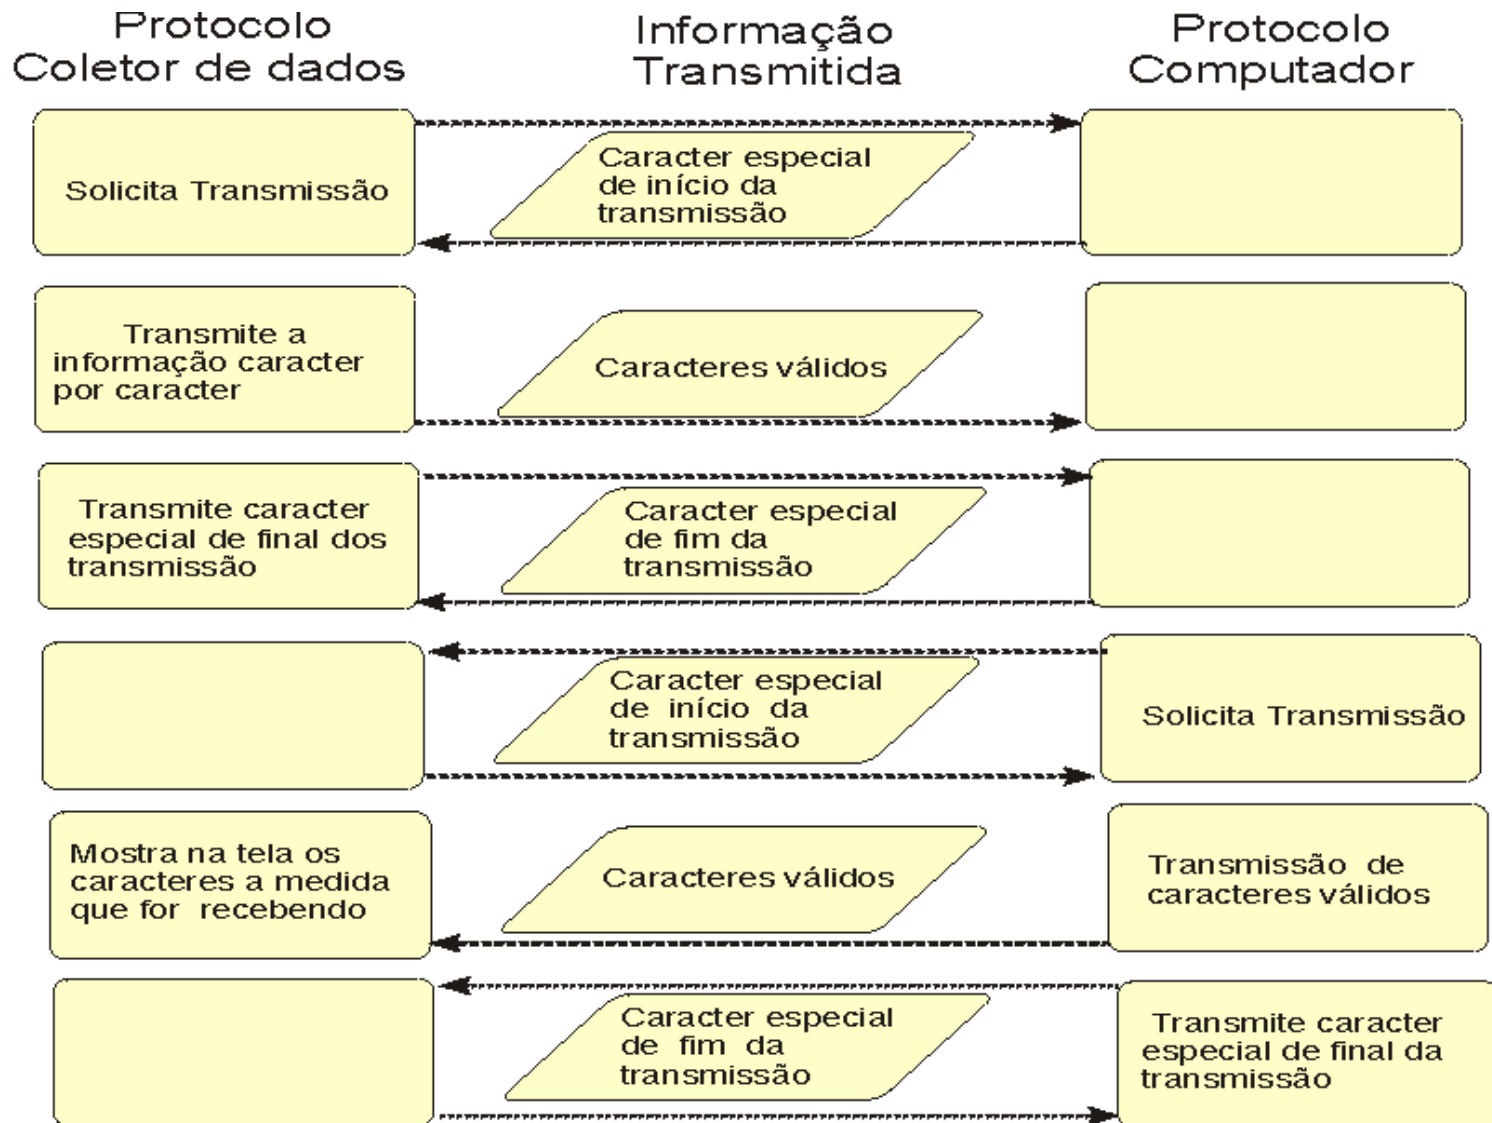 Protocolo
Coletor de dados
Informação
Transmitida
Protocolo
Computador
Solicita Transmissão
Caracter especial
de início da
transmissão
Transmite a
informação caracter
por caracter
Caracteres válidos
Transmite caracter
especial de final dos
transmissão
Caracter especial
de fim da
transmissão
Caracter especial
de início da
transmissão
Solicita Transmissão
Mostra na tela os
caracteres a medida
que for recebendo
Caracteres válidos
Transmissão de
caracteres válidos
Caracter especial
de fim da
transmissão
Transmite caracter
especial de final da
transmissão